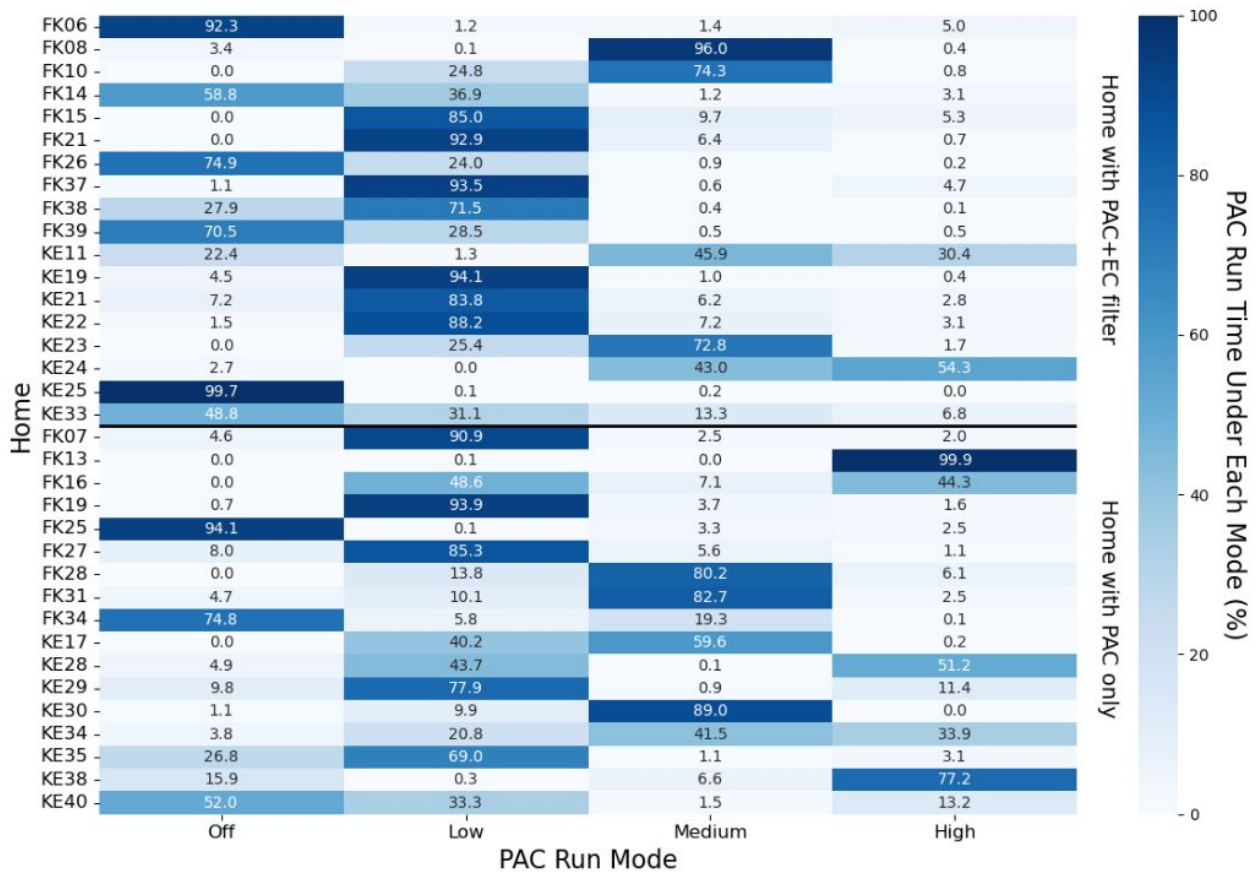 FK06 92.3 1.2 1.4 5.0
FK08 3.4 0.1 96.0 0.4
FK10 0.0 24.8 74.3 0.8
FK14 58.8 36.9 1.2 3.1
FK15 0.0 85.0 9.7 5.3
FK21 0.0 92.9 6.4 0.7
FK26 74.9 24.0 0.9 0.2
FK37 1.1 93.5 0.6 4.7
FK38 27.9 71.5 0.4 0.1
FK39 70.5 28.5 0.5 0.5
KE11 22.4 1.3 45.9 30.4
KE19 4.5 94.1 1.0 0.4
KE21 7.2 83.8 6.2 2.8
KE22 1.5 88.2 7.2 3.1
KE23 0.0 25.4 72.8 1.7
KE24 2.7 0.0 43.0 54.3
KE25 99.7 0.1 0.2 0.0
KE33 48.8 31.1 13.3 6.8
FK07 4.6 90.9 2.5 2.0
FK13 0.0 0.1 0.0 99.9
FK16 0.0 48.6 7.1 44.3
FK19 0.7 93.9 3.7 1.6
FK25 94.1 0.1 3.3 2.5
FK27 8.0 85.3 5.6 1.1
FK28 0.0 13.8 80.2 6.1
FK31 4.7 10.1 82.7 2.5
FK34 74.8 5.8 19.3 0.1
KE17 0.0 40.2 59.6 0.2
KE28 4.9 43.7 0.1 51.2
KE29 9.8 77.9 0.9 11.4
KE30 1.1 9.9 89.0 0.0
KE34 3.8 20.8 41.5 33.9
KE35 26.8 69.0 1.1 3.1
KE38 15.9 0.3 6.6 77.2
KE40 52.0 33.3 1.5 13.2
Off Low Medium High
PAC Run Mode
Home
Home with PAC+EC filter
Home with PAC only
100
80
60
40
20
0
PAC Run Time Under Each Mode (%)